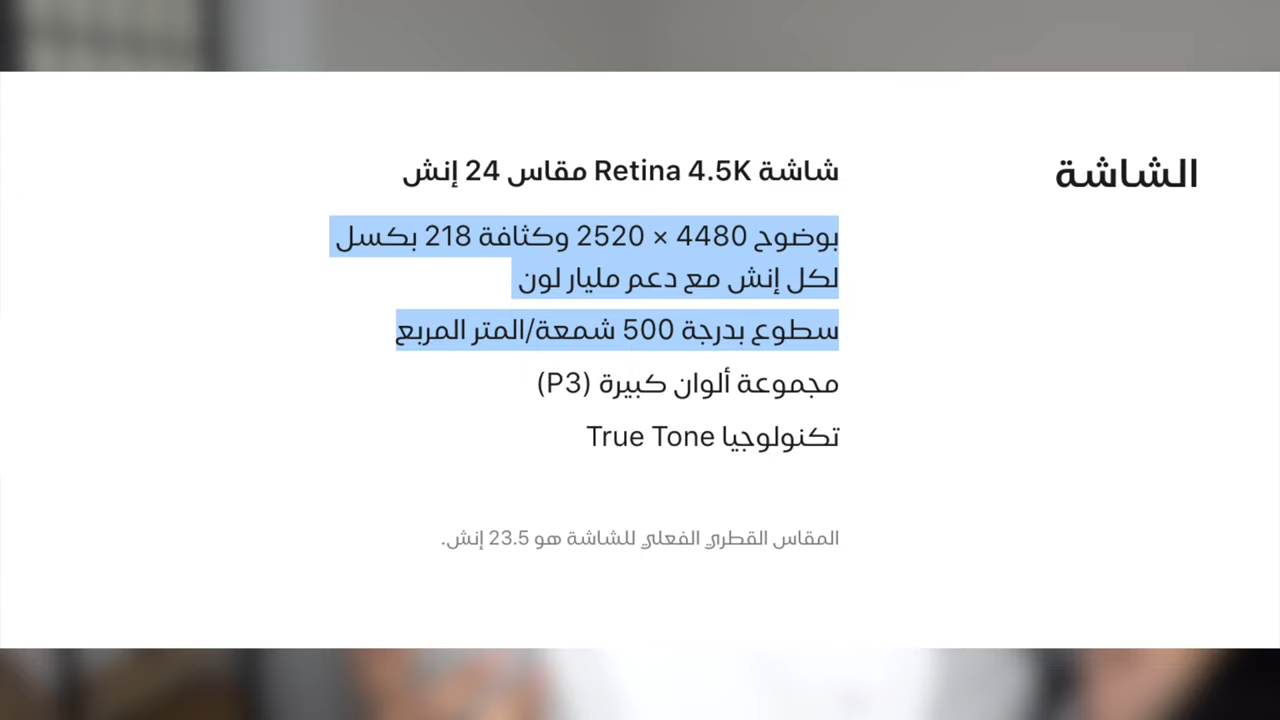 الشاشة
شاشة Retina 4.5K مقاس 24 إنش
بوضوح 4480 × 2520 وكثافة 218 بكسل
لكل إنش مع دعم مليار لون
سطوع بدرجة 500 شمعة/المتر المربع
مجموعة ألوان كبيرة (P3)
تكنولوجيا True Tone
المقاس القطري الفعلي للشاشة هو 23.5 إنش.